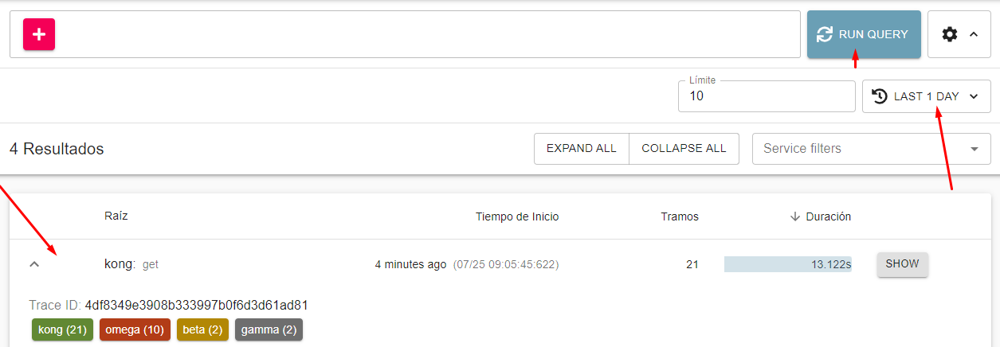 RUN QUERY
Límite
10
LAST 1 DAY
4 Resultados
EXPAND ALL
COLLAPSE ALL
Service filters
Raíz
Tiempo de Inicio
Tramos
Duración
kong: get
4 minutes ago (07/25 09:05:45:622)
21
13.122s
SHOW
Trace ID: 4df8349e3908b333997b0f6d3d61ad81
kong (21)
omega (10)
beta (2)
gamma (2)